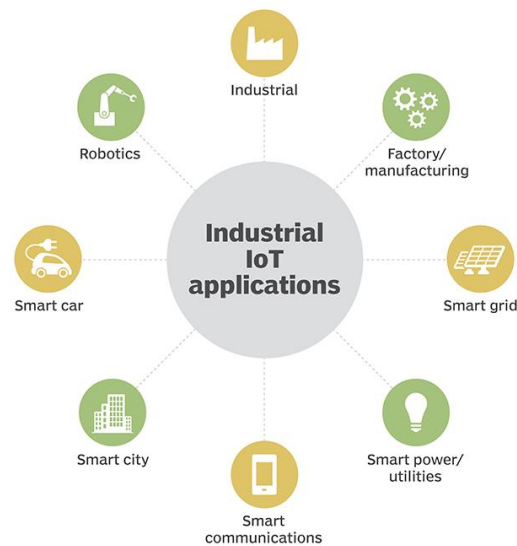 Industrial
Robotics
Factory/
manufacturing
Industrial
IoT
applications
Smart car
Smart grid
Smart city
Smart power/
utilities
Smart
communications